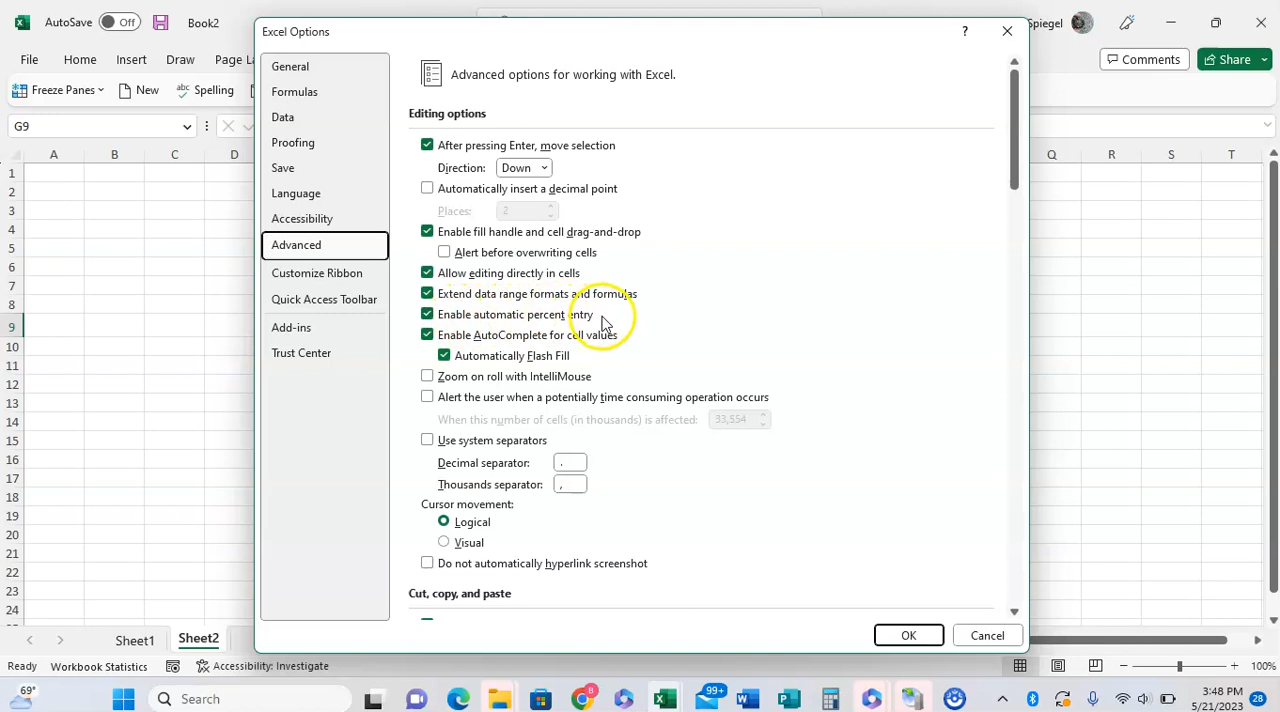 AutoSave Off Book2 Excel Options ? Spiegel
File Home Insert Draw Page La Comments Share
Freeze Panes New Spelling
G9
General
Formulas
Data
Proofing
Save
Language
Accessibility
Advanced
Customize Ribbon
Quick Access Toolbar
Add-ins
Trust Center
Advanced options for working with Excel.
Editing options
After pressing Enter, move selection
Direction: Down
Automatically insert a decimal point
Places: 2
Enable fill handle and cell drag-and-drop
Alert before overwriting cells
Allow editing directly in cells
Extend data range formats and formulas
Enable automatic percent entry
Enable AutoComplete for cell values
Automatically Flash Fill
Zoom on roll with IntelliMouse
Alert the user when a potentially time consuming operation occurs
When this number of cells (in thousands) is affected: 33,554
Use system separators
Decimal separator: .
Thousands separator: ,
Cursor movement:
Logical
Visual
Do not automatically hyperlink screenshot
Cut, copy, and paste
OK Cancel
A B C D Q R S T
1
2
3
4
5
6
7
8
9
10
11
12
13
14
15
16
17
18
19
20
21
22
23
24
Sheet1 Sheet2
Ready Workbook Statistics Accessibility: Investigate 100%
69° Search 8 99+ 3:48 PM
5/21/2023 28